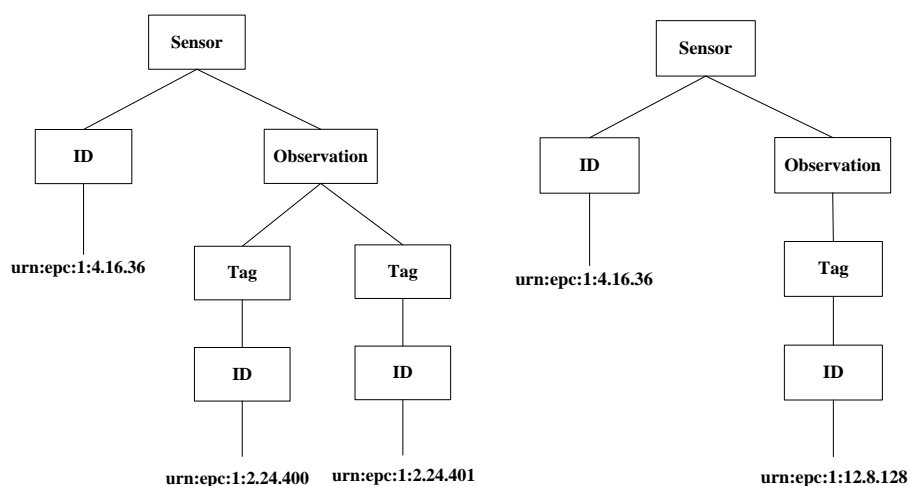 Sensor
ID
Observation
urn:epc:1:4.16.36
Tag
Tag
ID
ID
urn:epc:1:2.24.400
urn:epc:1:2.24.401
Sensor
ID
Observation
urn:epc:1:4.16.36
Tag
ID
urn:epc:1:12.8.128